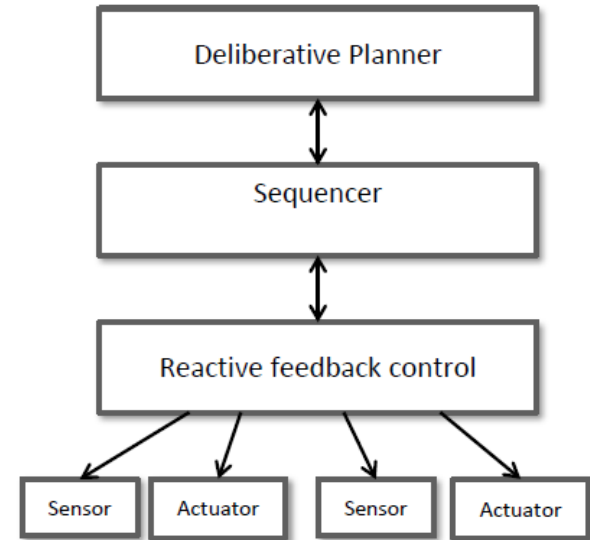 Deliberative Planner
Sequencer
Reactive feedback control
Sensor
Actuator
Sensor
Actuator